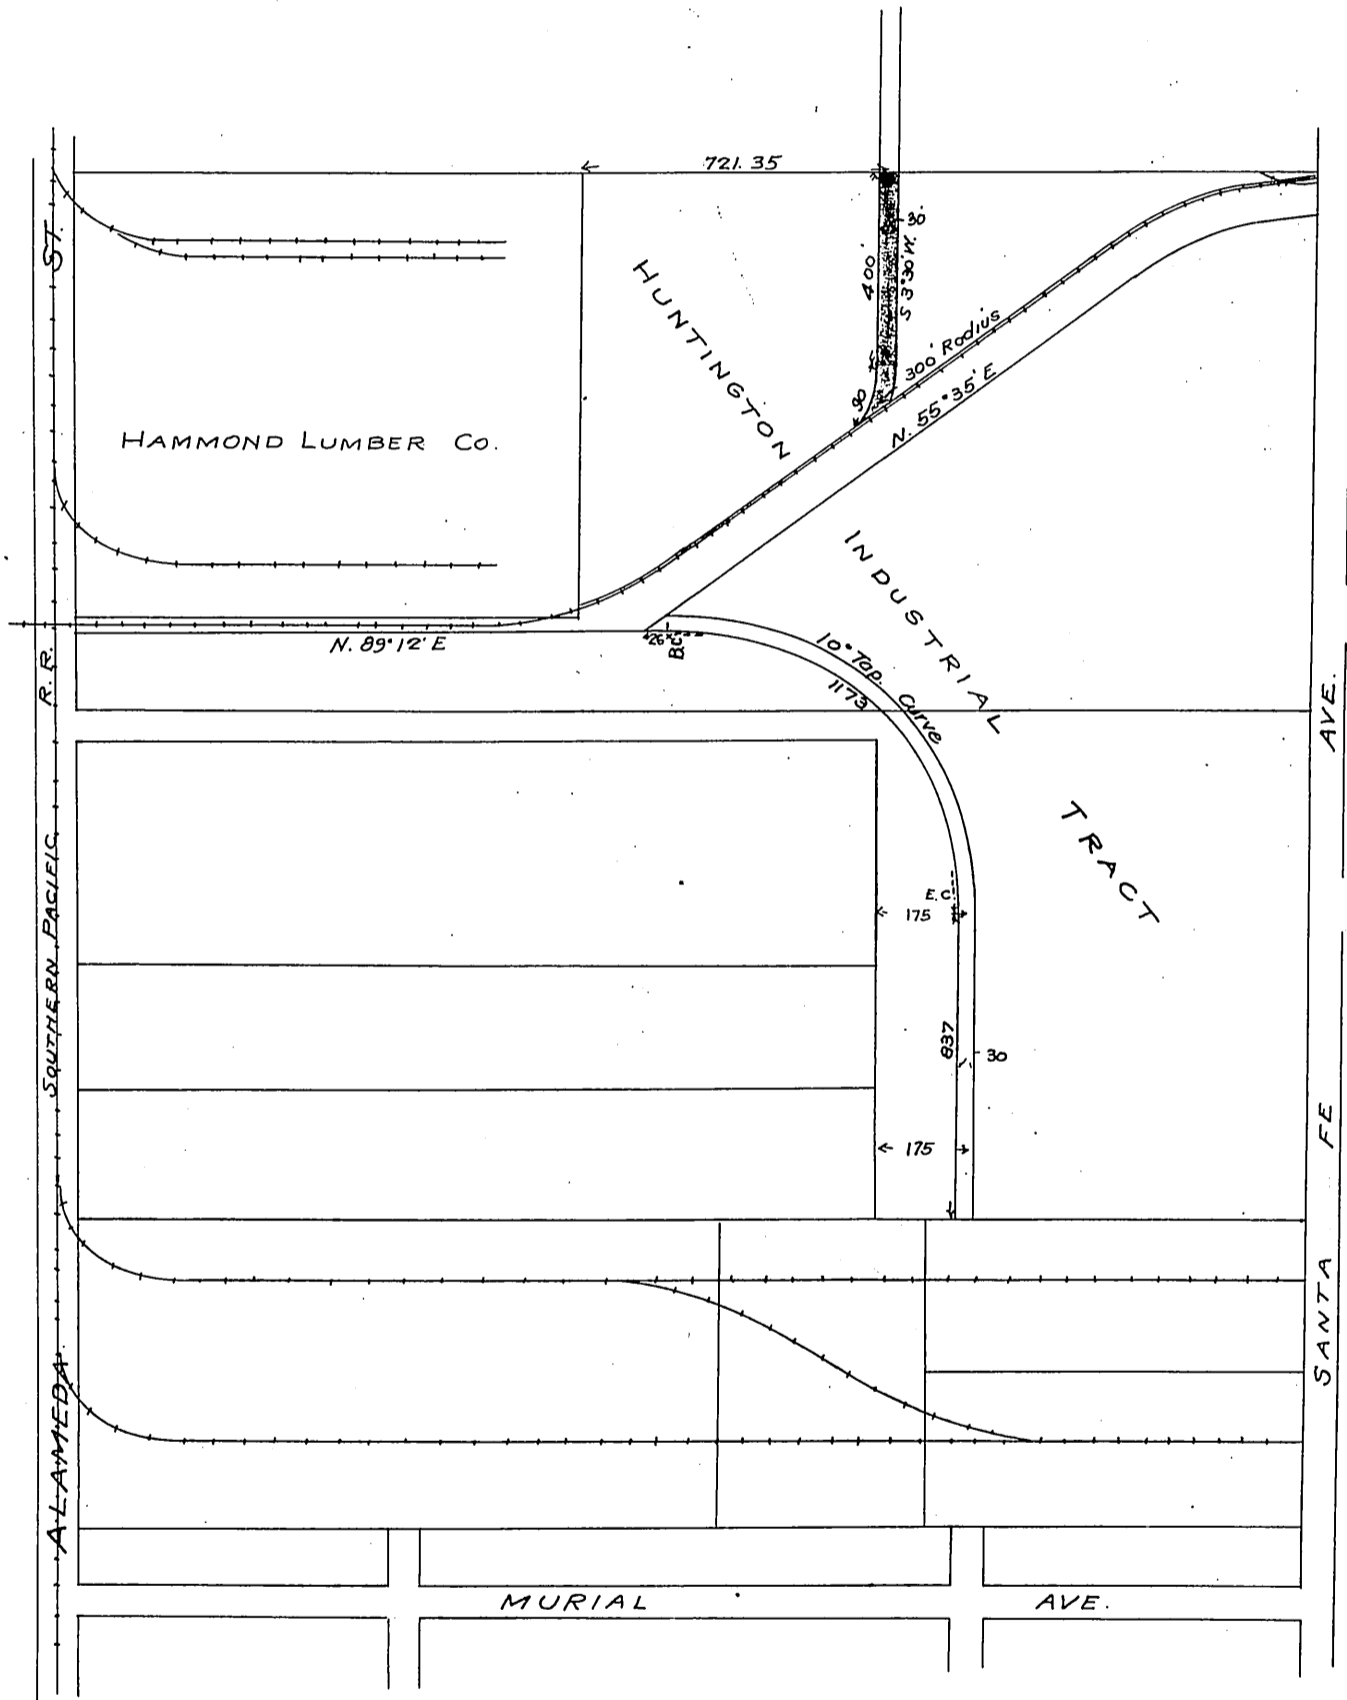 721.35
30'
400'
S 3°30' W.
HUNTINGTON
300' Radius
90
N. 55°35' E
HAMMOND LUMBER CO.
INDUSTRIAL
N. 89°12' E
B.C.
10° Tap. Curve
1173
TRACT
E.C.
175
837
30
175
ALAMEDA ST.
SOUTHERN PACIFIC R. R.
SANTA FE AVE.
MURIAL AVE.